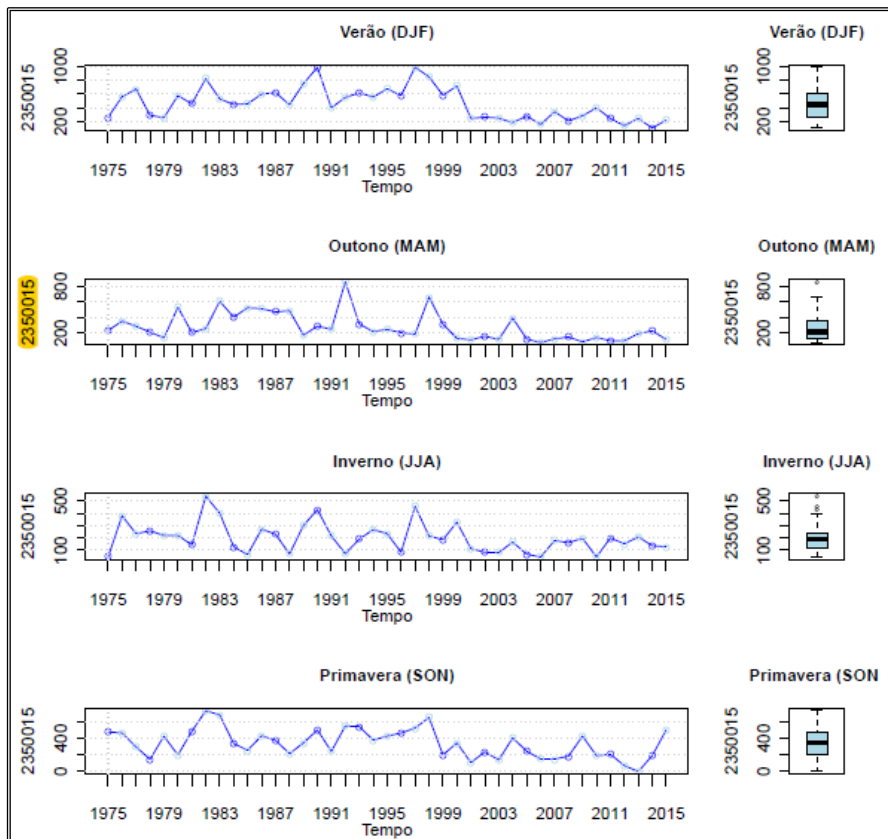 Verão (DJF)
Verão (DJF)
2350015
200 1000
2350015
200 1000
1975 1979 1983 1987 1991 1995 1999 2003 2007 2011 2015
Tempo
Outono (MAM)
Outono (MAM)
2350015
200 800
2350015
200 800
1975 1979 1983 1987 1991 1995 1999 2003 2007 2011 2015
Tempo
Inverno (JJA)
Inverno (JJA)
2350015
100 500
2350015
100 500
1975 1979 1983 1987 1991 1995 1999 2003 2007 2011 2015
Tempo
Primavera (SON)
Primavera (SON
2350015
0 400
2350015
0 400
1975 1979 1983 1987 1991 1995 1999 2003 2007 2011 2015
Tempo